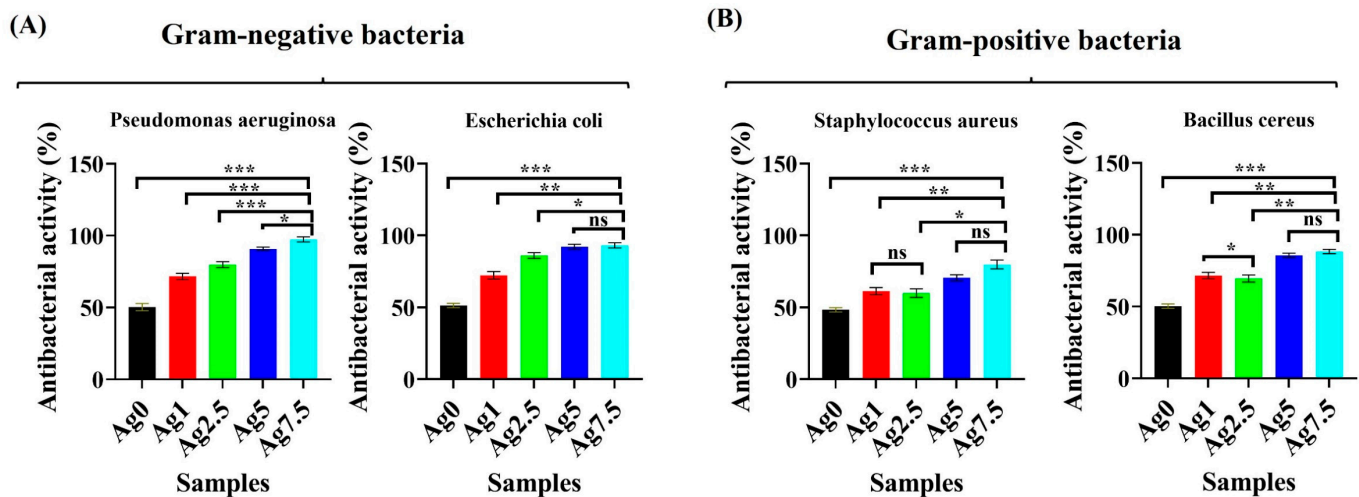 (A)
Gram-negative bacteria
Pseudomonas aeruginosa
Antibacterial activity (%)
150
100
50
0
***
***
***
*
Ag0
Ag1
Ag2.5
Ag5
Ag7.5
Samples
Escherichia coli
Antibacterial activity (%)
150
100
50
0
***
**
*
ns
Ag0
Ag1
Ag2.5
Ag5
Ag7.5
Samples
(B)
Gram-positive bacteria
Staphylococcus aureus
Antibacterial activity (%)
150
100
50
0
***
**
*
ns
ns
Ag0
Ag1
Ag2.5
Ag5
Ag7.5
Samples
Bacillus cereus
Antibacterial activity (%)
150
100
50
0
***
**
**
ns
*
Ag0
Ag1
Ag2.5
Ag5
Ag7.5
Samples